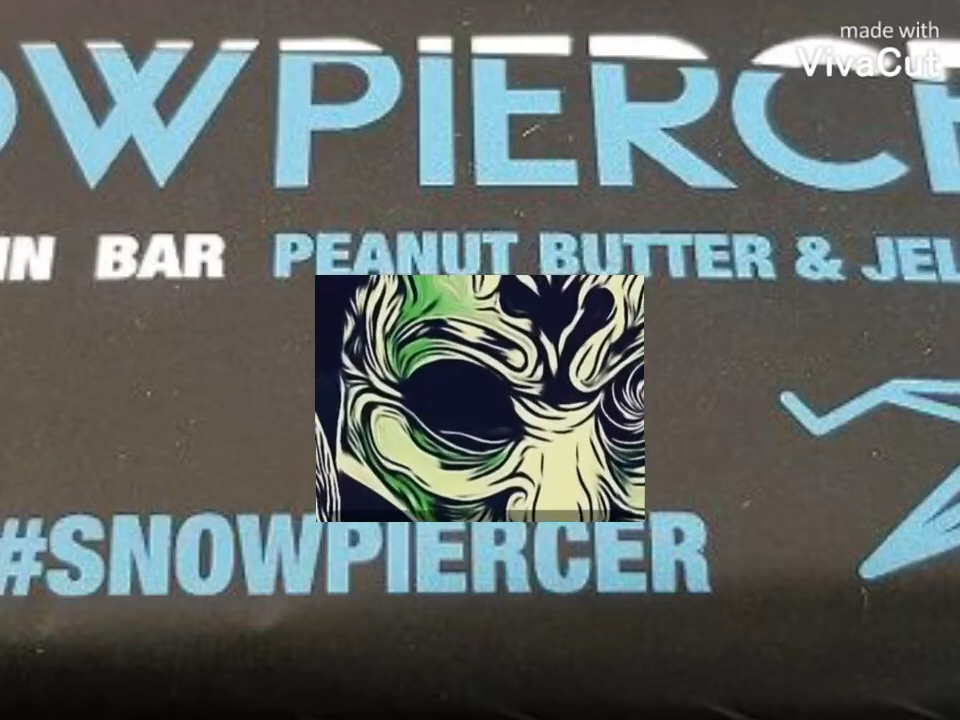 made with
VivaCut
OWPIERCE
IN BAR PEANUT BUTTER & JEL
#SNOWPIERCER